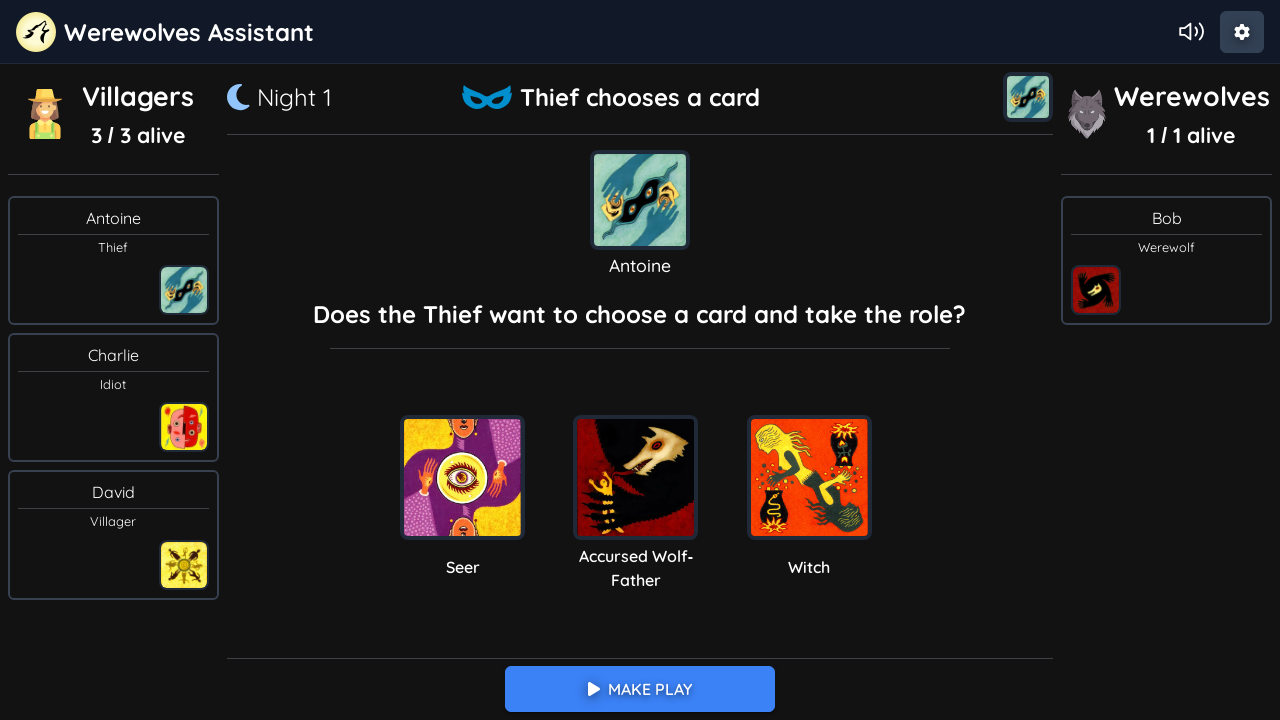 Werewolves Assistant
Villagers
3 / 3 alive
Night 1
Thief chooses a card
Werewolves
1 / 1 alive
Antoine
Thief
Charlie
Idiot
David
Villager
Antoine
Does the Thief want to choose a card and take the role?
Seer
Accursed Wolf-
Father
Witch
MAKE PLAY
Bob
Werewolf